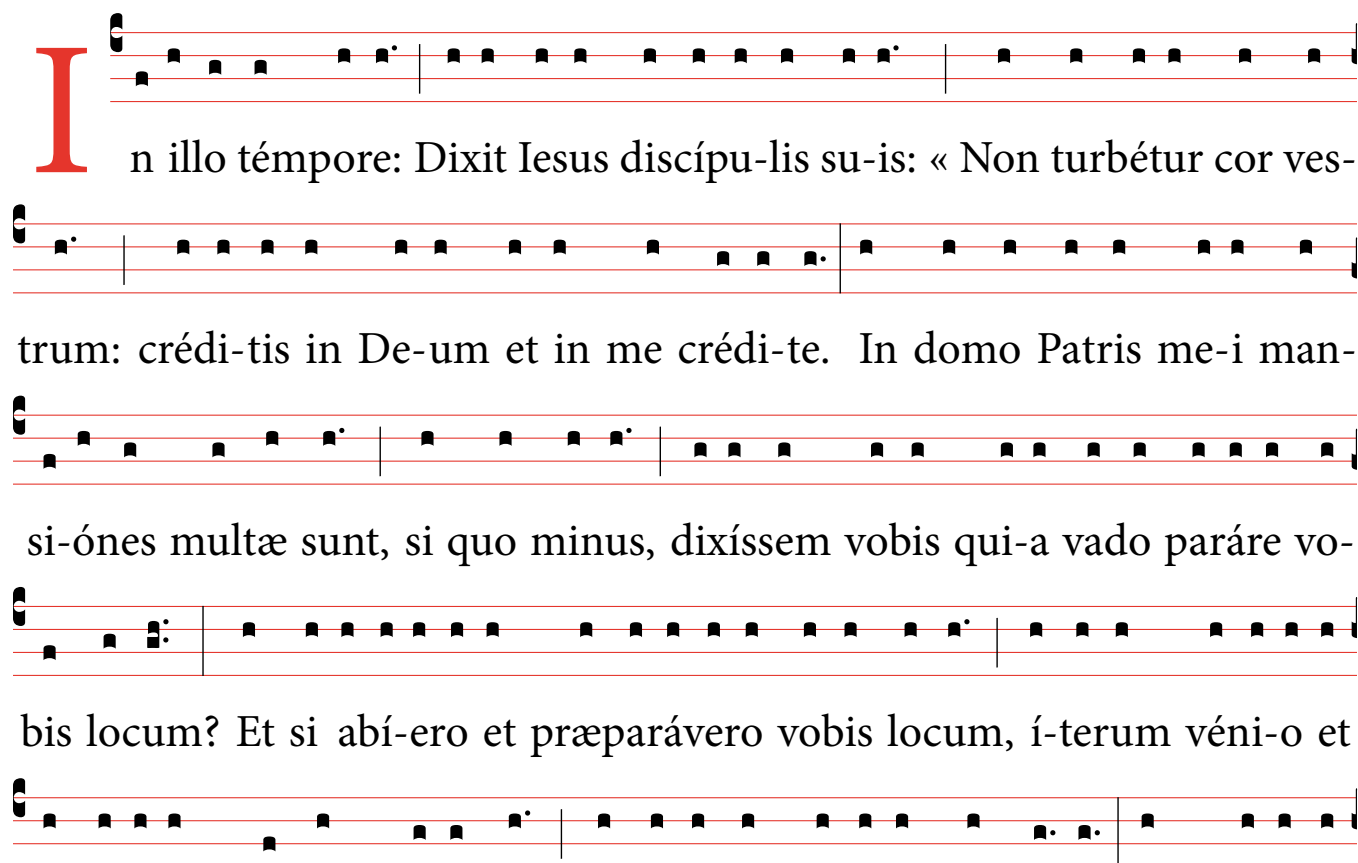 In illo témpore: Dixit Iesus discípu-lis su-is: « Non turbétur cor ves-
trum: crédi-tis in De-um et in me crédi-te. In domo Patris me-i man-
si-ónes multæ sunt, si quo minus, dixíssem vobis qui-a vado paráre vo-
bis locum? Et si abí-ero et præparávero vobis locum, í-terum véni-o et